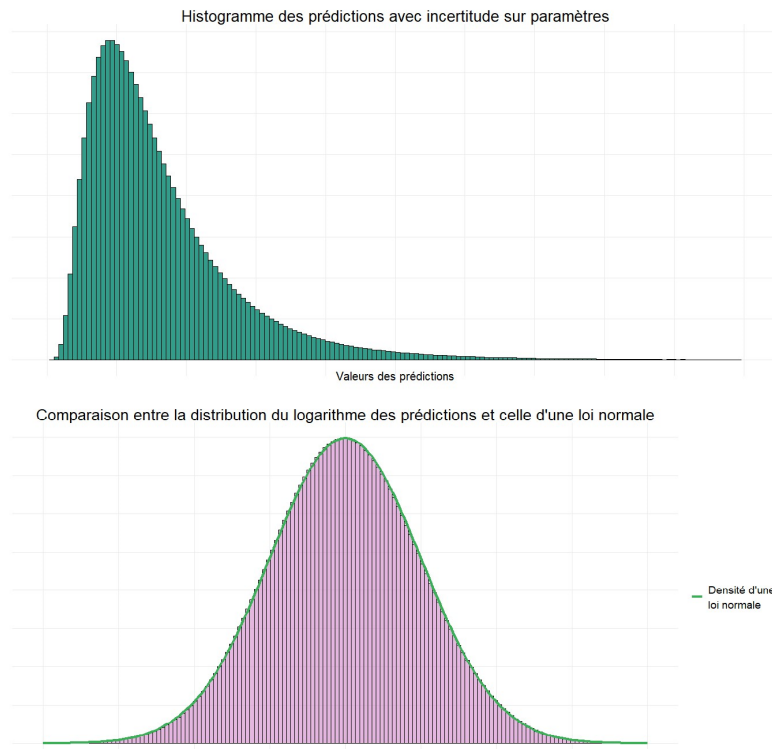 Histogramme des prédictions avec incertitude sur paramètres
Valeurs des prédictions
Comparaison entre la distribution du logarithme des prédictions et celle d'une loi normale
Densité d'une
loi normale